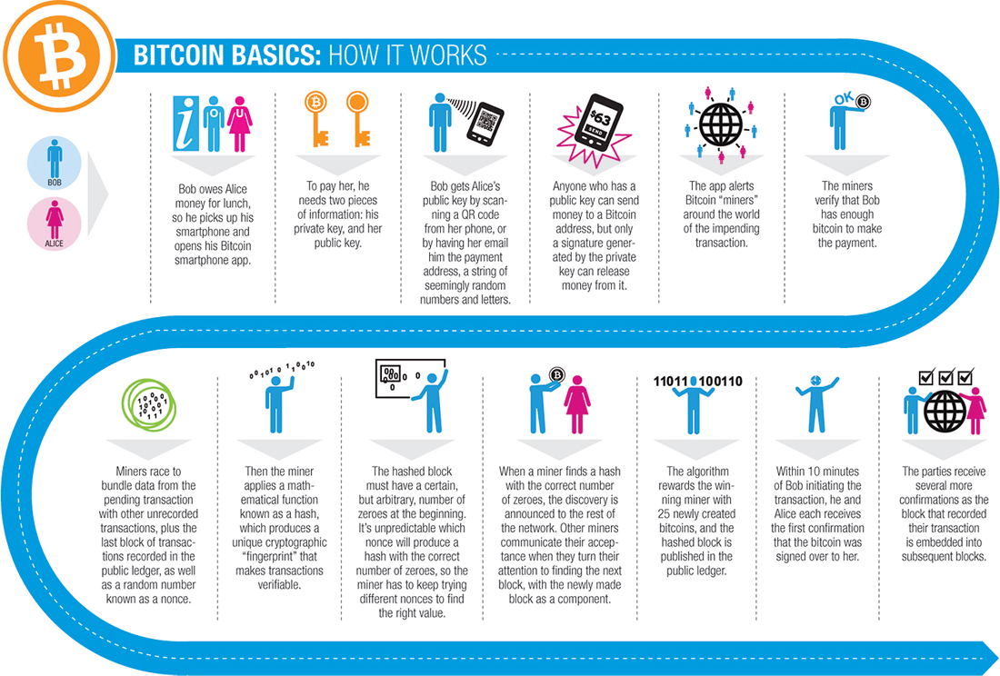 BITCOIN BASICS: HOW IT WORKS
BOB
ALICE
i O U
Bob owes Alice
money for lunch,
so he picks up his
smartphone and
opens his Bitcoin
smartphone app.
To pay her, he
needs two pieces
of information: his
private key, and her
public key.
Bob gets Alice’s
public key by scan-
ning a QR code
from her phone, or
by having her email
him the payment
address, a string of
seemingly random
numbers and letters.
$63
SEND
Anyone who has a
public key can send
money to a Bitcoin
address, but only
a signature gener-
ated by the private
key can release
money from it.
The app alerts
Bitcoin “miners”
around the world
of the impending
transaction.
OK
The miners
verify that Bob
has enough
bitcoin to make
the payment.
Miners race to
bundle data from the
pending transaction
with other unrecorded
transactions, plus the
last block of transac-
tions recorded in the
public ledger, as well
as a random number
known as a nonce.
Then the miner
applies a math-
ematical function
known as a hash,
which produces a
unique cryptographic
“fingerprint” that
makes transactions
verifiable.
The hashed block
must have a certain,
but arbitrary, number of
zeroes at the beginning.
It’s unpredictable which
nonce will produce a
hash with the correct
number of zeroes, so the
miner has to keep trying
different nonces to find
the right value.
When a miner finds a hash
with the correct number
of zeroes, the discovery is
announced to the rest of
the network. Other miners
communicate their accep-
tance when they turn their
attention to finding the next
block, with the newly made
block as a component.
11011 100110
The algorithm
rewards the win-
ning miner with
25 newly created
bitcoins, and the
hashed block is
published in the
public ledger.
Within 10 minutes
of Bob initiating the
transaction, he and
Alice each receives
the first confirmation
that the bitcoin was
signed over to her.
The parties receive
several more
confirmations as the
block that recorded
their transaction
is embedded into
subsequent blocks.